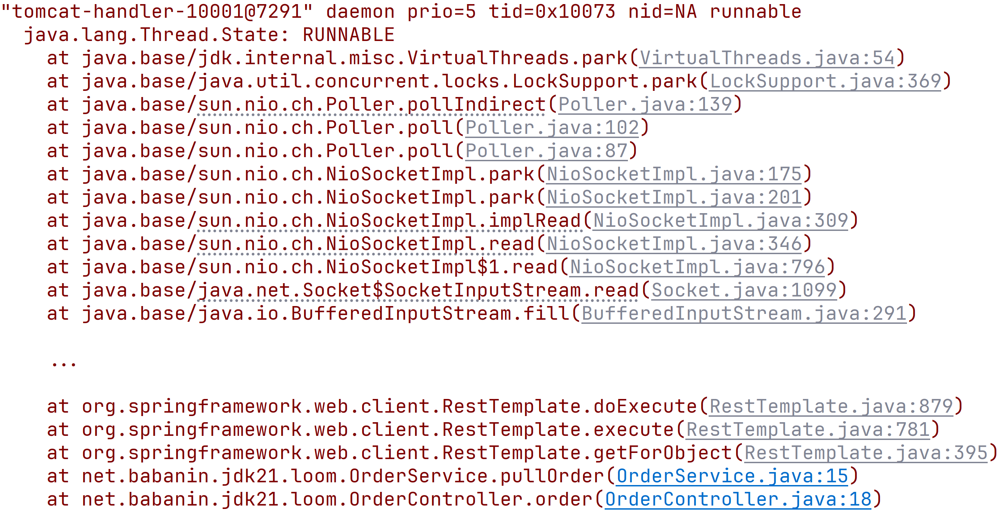 "tomcat-handler-10001@7291" daemon prio=5 tid=0x10073 nid=NA runnable
java.lang.Thread.State: RUNNABLE
at java.base/jdk.internal.misc.VirtualThreads.park(VirtualThreads.java:54)
at java.base/java.util.concurrent.locks.LockSupport.park(LockSupport.java:369)
at java.base/sun.nio.ch.Poller.pollIndirect(Poller.java:139)
at java.base/sun.nio.ch.Poller.poll(Poller.java:102)
at java.base/sun.nio.ch.Poller.poll(Poller.java:87)
at java.base/sun.nio.ch.NioSocketImpl.park(NioSocketImpl.java:175)
at java.base/sun.nio.ch.NioSocketImpl.park(NioSocketImpl.java:201)
at java.base/sun.nio.ch.NioSocketImpl.implRead(NioSocketImpl.java:309)
at java.base/sun.nio.ch.NioSocketImpl.read(NioSocketImpl.java:346)
at java.base/sun.nio.ch.NioSocketImpl$1.read(NioSocketImpl.java:796)
at java.base/java.net.Socket$SocketInputStream.read(Socket.java:1099)
at java.base/java.io.BufferedInputStream.fill(BufferedInputStream.java:291)
...
at org.springframework.web.client.RestTemplate.doExecute(RestTemplate.java:879)
at org.springframework.web.client.RestTemplate.execute(RestTemplate.java:781)
at org.springframework.web.client.RestTemplate.getForObject(RestTemplate.java:395)
at net.babanin.jdk21.loom.OrderService.pullOrder(OrderService.java:15)
at net.babanin.jdk21.loom.OrderController.order(OrderController.java:18)